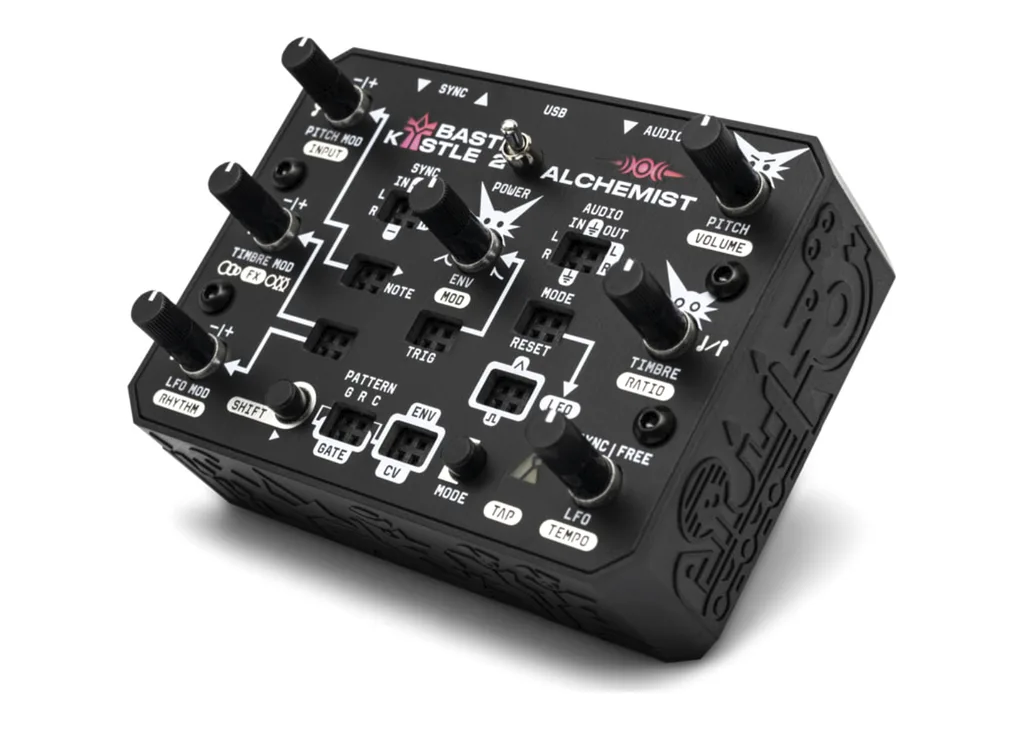 -/+
SYNC
USB
AUDIO
PITCH MOD
INPUT
BASTL
KASTLE 2
ALCHEMIST
SYNC
IN
L
R
POWER
AUDIO
IN OUT
L
R
L
R
PITCH
VOLUME
-/+
TIMBRE MOD
FX
NOTE
ENV
MOD
MODE
TRIG
RESET
TIMBRE
RATIO
-/+
LFO MOD
RHYTHM
SHIFT
PATTERN
G R C
GATE
ENV
CV
MODE
LFO
SYNC|FREE
TAP
LFO
TEMPO